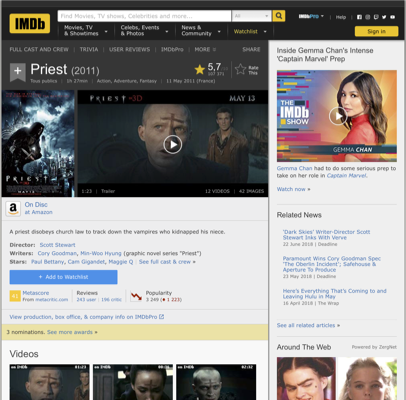 IMDb
Find Movies, TV shows, Celebrities and more...
All
IMDbPro
Help
Movies, TV & Showtimes
Celebs, Events & Photos
News & Community
Watchlist
Sign in
FULL CAST AND CREW | TRIVIA | USER REVIEWS | IMDbPro | MORE
SHARE
Priest (2011)
5,7
Rate This
Tous publics | 1h 27min | Action, Adventure, Fantasy | 11 May 2011 (France)
PRIEST 3D
MAY 13
PRIEST
1:23 | Trailer
12 VIDEOS | 42 IMAGES
On Disc
at Amazon
A priest disobeys church law to track down the vampires who kidnapped his niece.
Director: Scott Stewart
Writers: Cory Goodman, Min-Woo Hyung (graphic novel series "Priest")
Stars: Paul Bettany, Cam Gigandet, Maggie Q | See full cast & crew »
+ Add to Watchlist
41
Metascore
From metacritic.com
Reviews
243 user | 196 critic
Popularity
3 249 (1 223)
View production, box office, & company info on IMDbPro
3 nominations. See more awards »
Videos
01:23
00:31
Inside Gemma Chan's Intense 'Captain Marvel' Prep
THE IMDb SHOW
GEMMA CHAN
Gemma Chan had to do some serious prep to take on her role in Captain Marvel.
Watch now »
Related News
'Dark Skies' Writer-Director Scott Stewart Inks With Verve
22 June 2018 | Deadline
Paramount Wins Cory Goodman Spec 'The Oberlin Incident'; Safehouse & Aperture To Produce
23 May 2018 | Deadline
Here's Everything That's Coming to and Leaving Hulu in May
16 April 2018 | The Wrap
See all related articles »
Around The Web
Powered by ZergNet